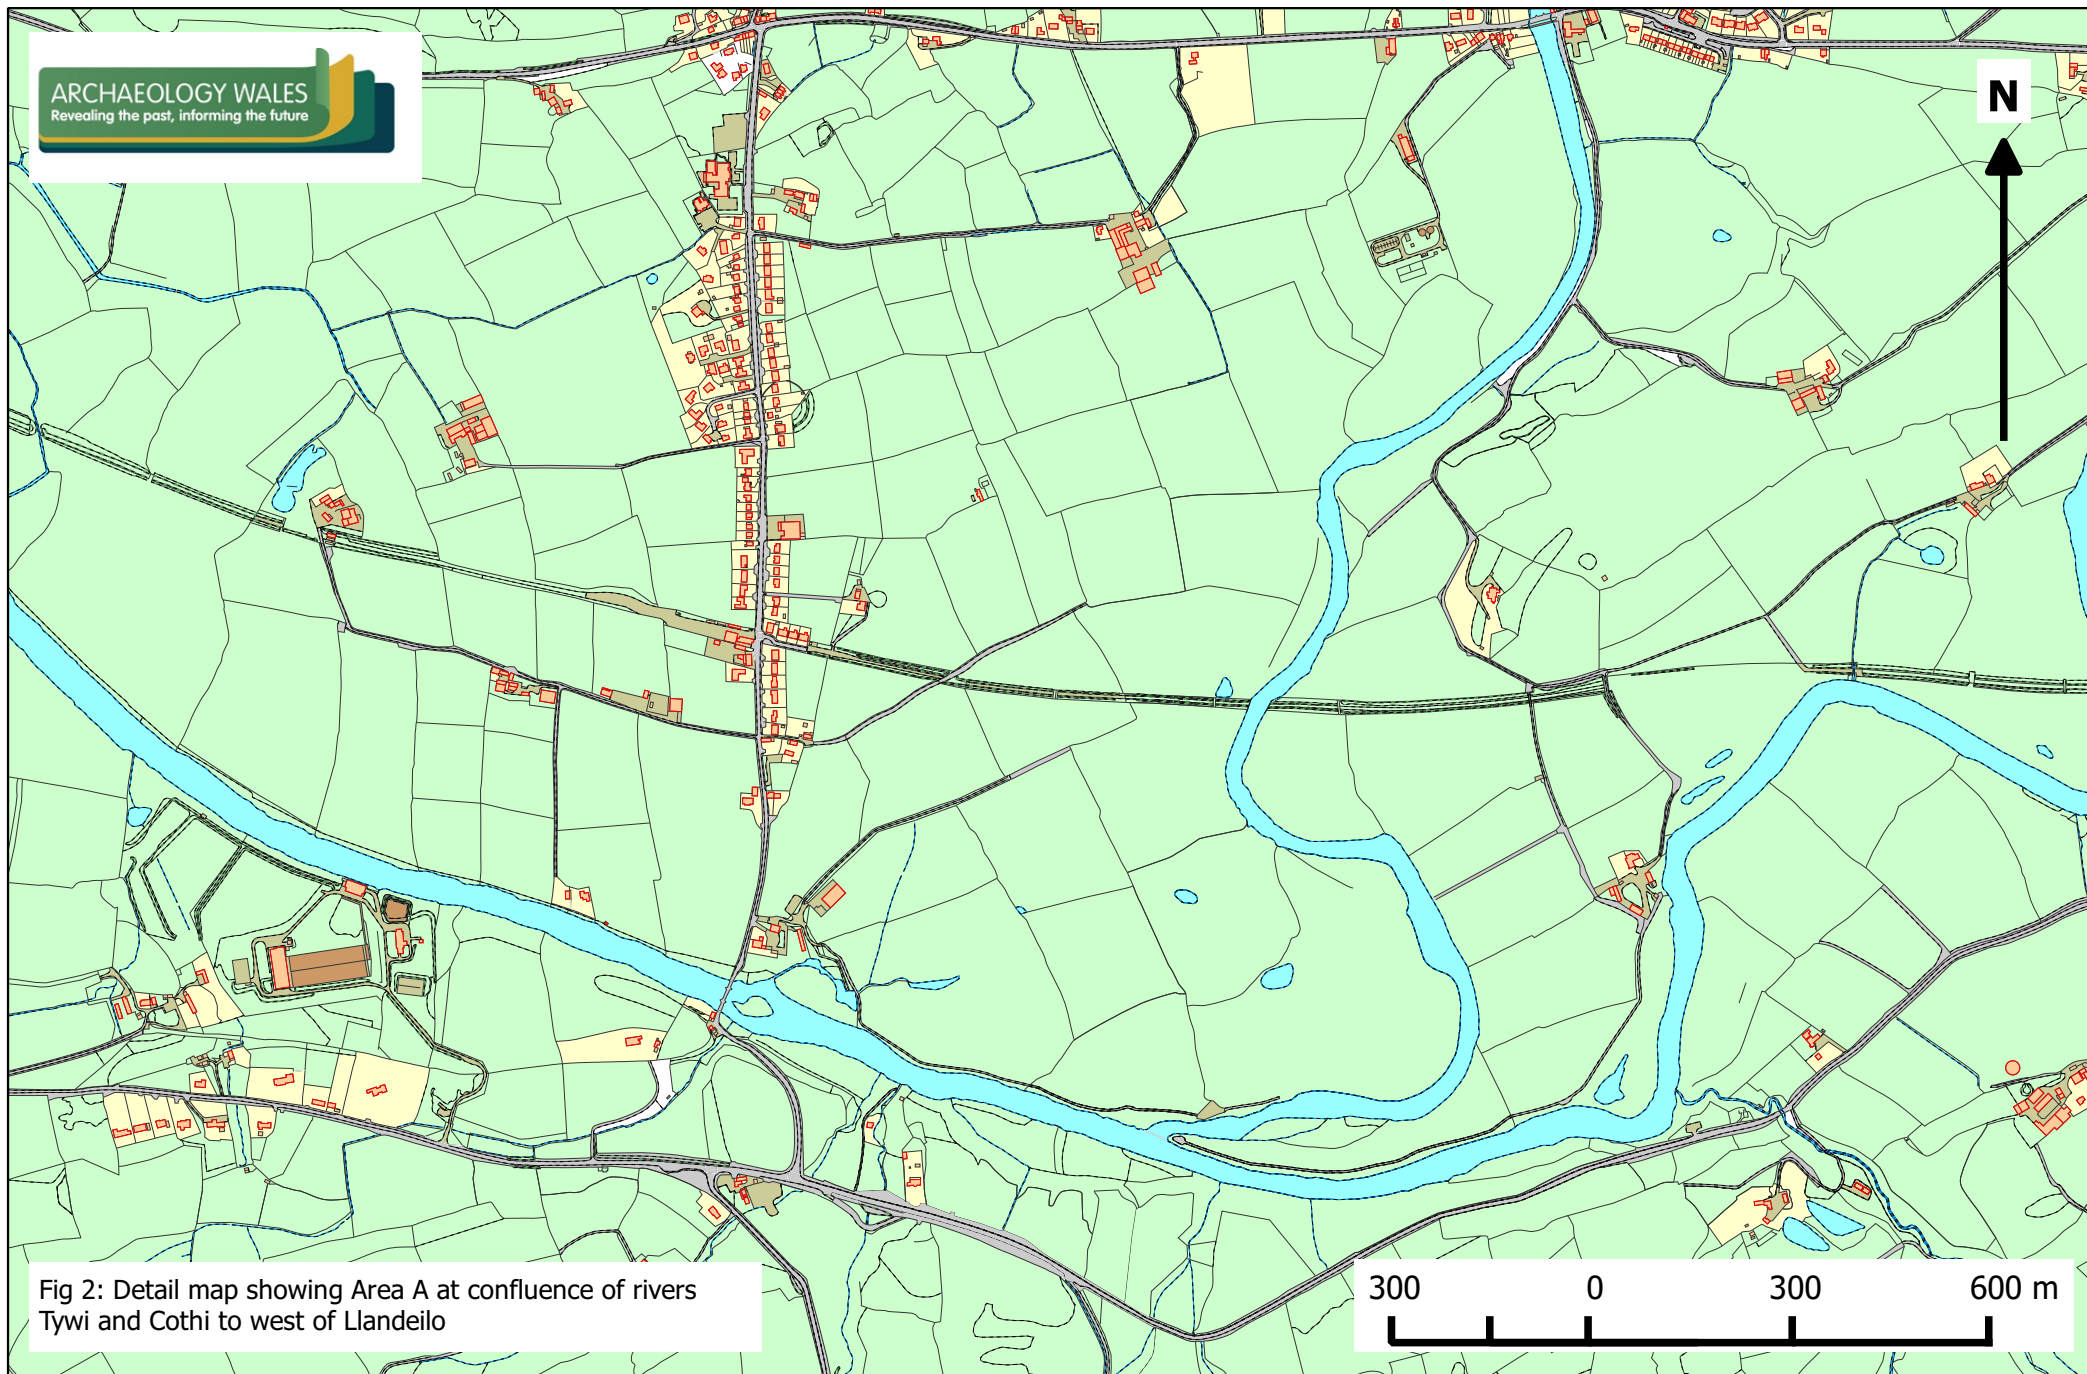 ARCHAEOLOGY WALES
Revealing the past, informing the future
N
Fig 2: Detail map showing Area A at confluence of rivers
Tywi and Cothi to west of Llandeilo
300 0 300 600 m